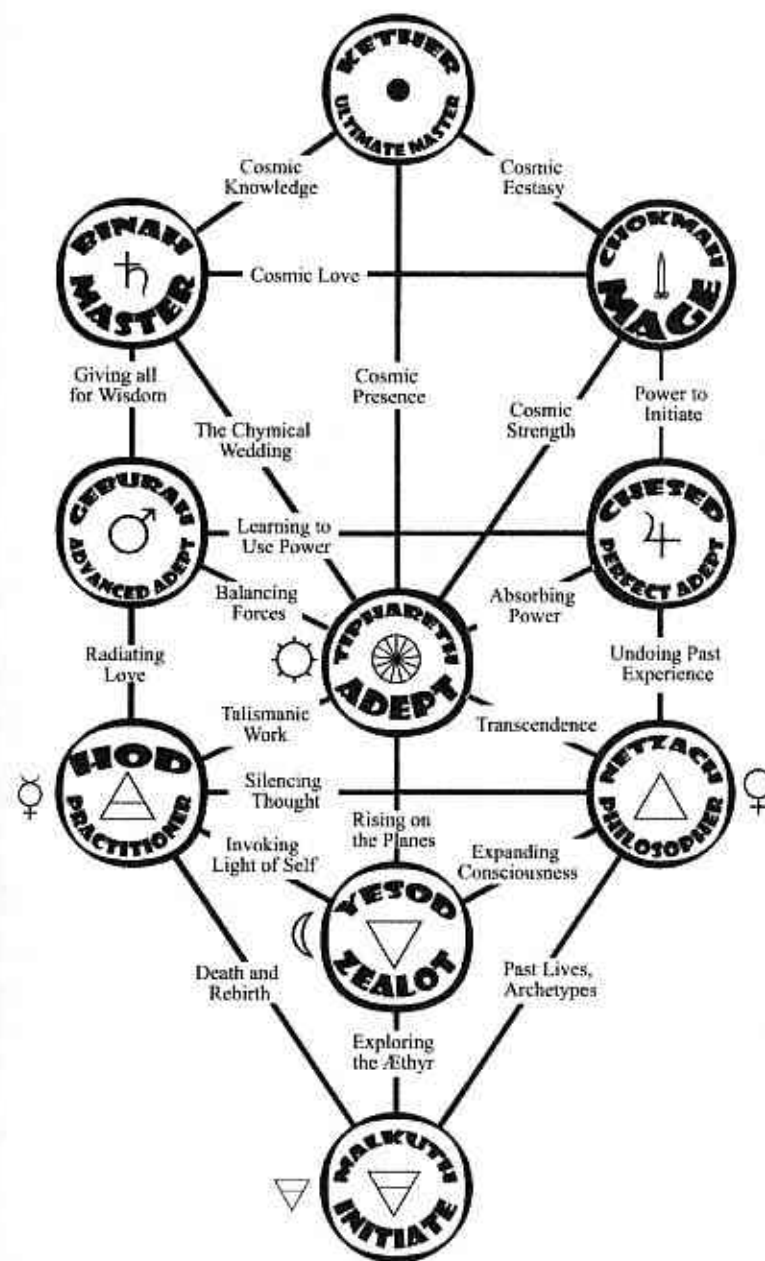 KETHER
ULTIMATE MASTER
Cosmic
Knowledge
Cosmic
Ecstasy
BINAH
MASTER
CHOKMAH
MAGE
Cosmic Love
Giving all
for Wisdom
Cosmic
Presence
Power to
Initiate
The Chymical
Wedding
Cosmic
Strength
GEBURAH
ADVANCED ADEPT
CHESED
PERFECT ADEPT
Learning to
Use Power
Balancing
Forces
Absorbing
Power
TIPHARETH
ADEPT
Radiating
Love
Undoing Past
Experience
Talismanic
Work
Transcendence
HOD
PRACTITIONER
NETZACH
PHILOSOPHER
Silencing
Thought
Rising on
the Planes
Invoking
Light of Self
Expanding
Consciousness
YESOD
ZEALOT
Death and
Rebirth
Past Lives,
Archetypes
Exploring
the Æthyr
MALKUTH
INITIATE